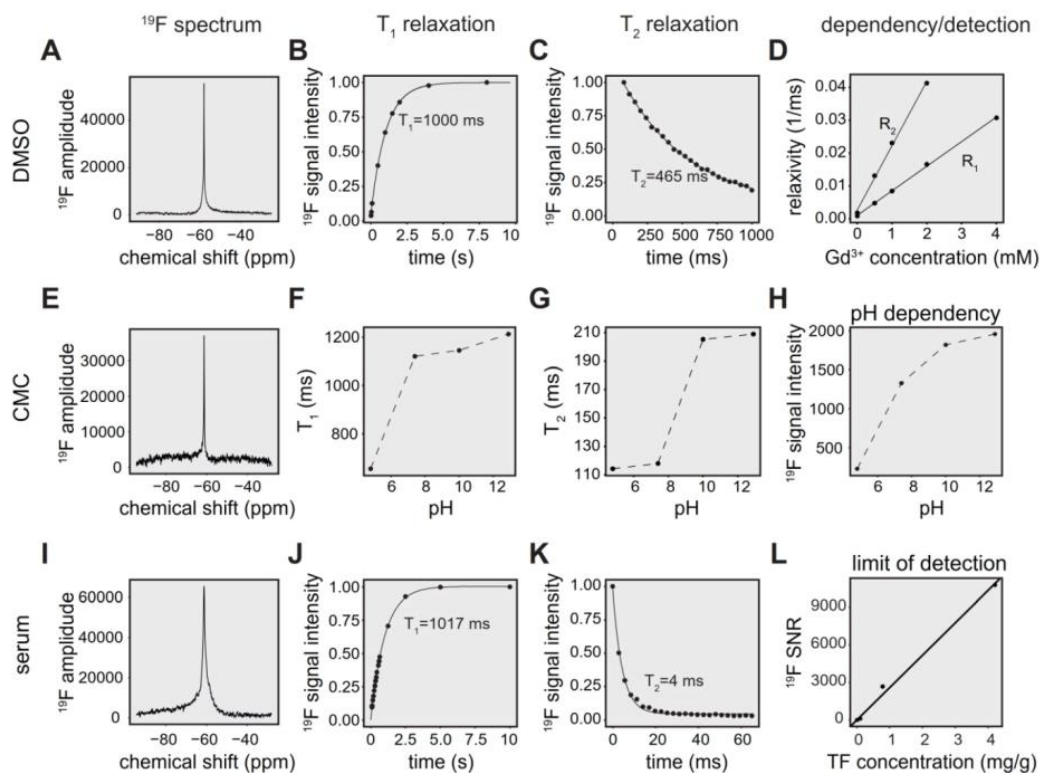 ¹⁹F spectrum
T₁ relaxation
T₂ relaxation
dependency/detection
DMSO
A
¹⁹F amplidude
40000
20000
0
−80 −60 −40
chemical shift (ppm)
B
¹⁹F signal intensity
1.00
0.75
0.50
0.25
0.00
T₁=1000 ms
0 2.5 5.0 7.5 10
time (s)
C
¹⁹F signal intensity
1.00
0.75
0.50
0.25
0.00
T₂=465 ms
0 250 500 750 1000
time (ms)
D
relaxivity (1/ms)
0.04
0.03
0.02
0.01
0.00
R₂
R₁
0 1 2 3 4
Gd³⁺ concentration (mM)
CMC
E
¹⁹F amplidude
30000
20000
10000
0
−80 −60 −40
chemical shift (ppm)
F
T₁ (ms)
1200
1000
800
6 8 10 12
pH
G
T₂ (ms)
210
190
170
150
130
110
6 8 10 12
pH
H
pH dependency
¹⁹F signal intensity
2000
1500
1000
500
6 8 10 12
pH
serum
I
¹⁹F amplidude
60000
40000
20000
0
−80 −60 −40
chemical shift (ppm)
J
¹⁹F signal intensity
1.00
0.75
0.50
0.25
0.00
T₁=1017 ms
0 2.5 5.0 7.5 10
time (s)
K
¹⁹F signal intensity
1.00
0.75
0.50
0.25
0.00
T₂=4 ms
0 20 40 60
time (ms)
L
limit of detection
¹⁹F SNR
9000
6000
3000
0
0 1 2 3 4
TF concentration (mg/g)